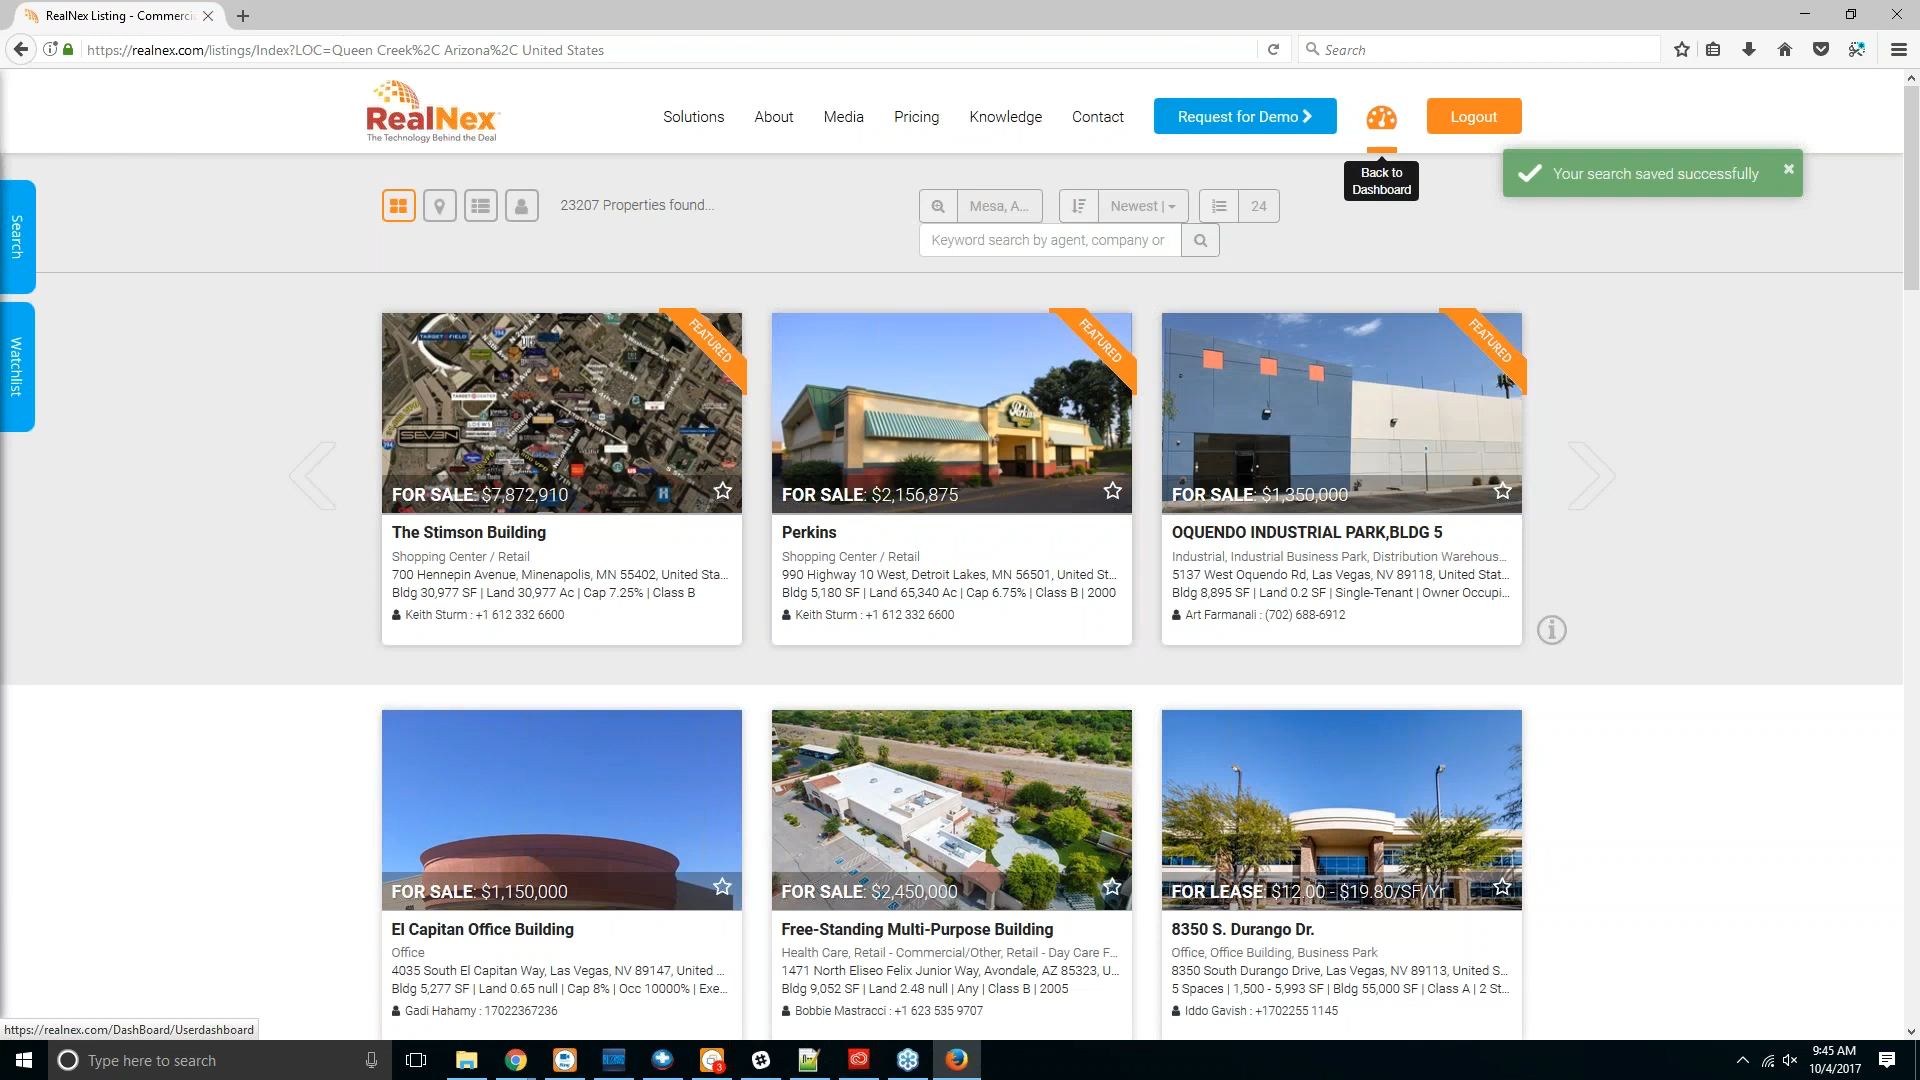 RealNex Listing - Commerci
https://realnex.com/listings/Index?LOC=Queen Creek%2C Arizona%2C United States
Search
RealNex
The Technology Behind the Deal
Solutions
About
Media
Pricing
Knowledge
Contact
Request for Demo
Logout
Back to
Dashboard
Your search saved successfully
Search
Watchlist
23207 Properties found...
Mesa, A...
Newest |
24
Keyword search by agent, company or
FEATURED
FEATURED
FEATURED
TARGET FIELD
TARGET CENTER
LOEWS
SEVEN
FOR SALE: $7,872,910
FOR SALE: $2,156,875
FOR SALE: $1,350,000
The Stimson Building
Shopping Center / Retail
700 Hennepin Avenue, Minenapolis, MN 55402, United Sta...
Bldg 30,977 SF | Land 30,977 Ac | Cap 7.25% | Class B
Keith Sturm : +1 612 332 6600
Perkins
Shopping Center / Retail
990 Highway 10 West, Detroit Lakes, MN 56501, United St...
Bldg 5,180 SF | Land 65,340 Ac | Cap 6.75% | Class B | 2000
Keith Sturm : +1 612 332 6600
OQUENDO INDUSTRIAL PARK,BLDG 5
Industrial, Industrial Business Park, Distribution Warehous...
5137 West Oquendo Rd, Las Vegas, NV 89118, United Stat...
Bldg 8,895 SF | Land 0.2 SF | Single-Tenant | Owner Occupi...
Art Farmanali : (702) 688-6912
FOR SALE: $1,150,000
FOR SALE: $2,450,000
FOR LEASE: $12.00 - $19.80/SF/Yr
El Capitan Office Building
Office
4035 South El Capitan Way, Las Vegas, NV 89147, United ...
Bldg 5,277 SF | Land 0.65 null | Cap 8% | Occ 10000% | Exe...
Gadi Hahamy : 17022367236
Free-Standing Multi-Purpose Building
Health Care, Retail - Commercial/Other, Retail - Day Care F...
1471 North Eliseo Felix Junior Way, Avondale, AZ 85323, U...
Bldg 9,052 SF | Land 2.48 null | Any | Class B | 2005
Bobbie Mastracci : +1 623 535 9707
8350 S. Durango Dr.
Office, Office Building, Business Park
8350 South Durango Drive, Las Vegas, NV 89113, United S...
5 Spaces | 1,500 - 5,993 SF | Bldg 55,000 SF | Class A | 2 St...
Iddo Gavish : +1702255 1145
https://realnex.com/DashBoard/Userdashboard
Type here to search
3
9:45 AM
10/4/2017